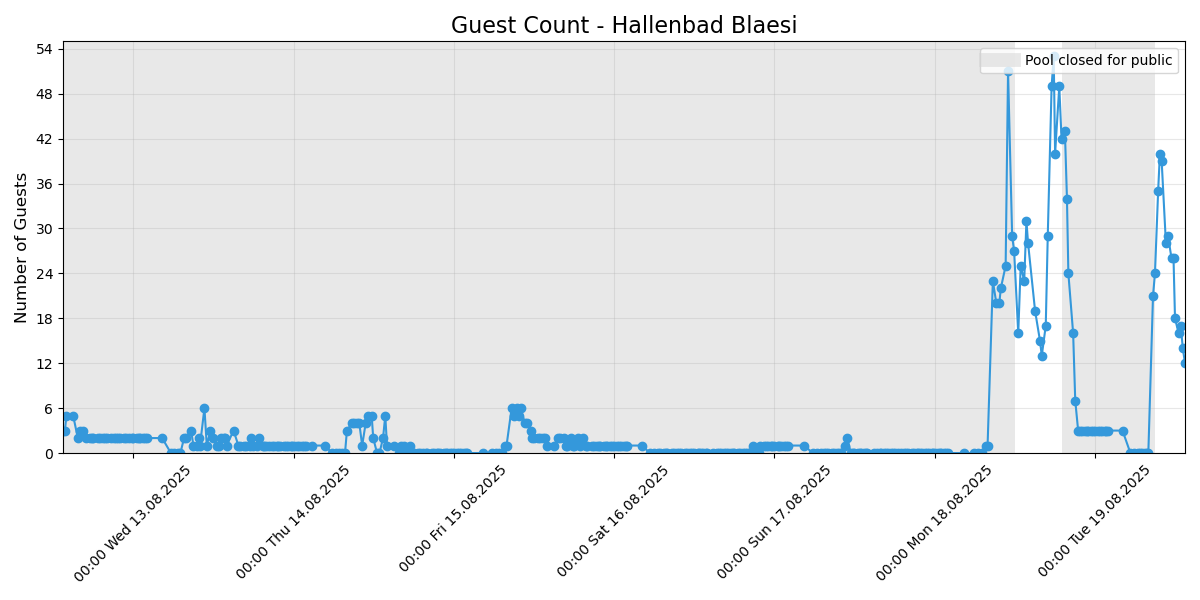 Guest Count - Hallenbad Blaesi
Pool closed for public
Number of Guests
54
48
42
36
30
24
18
12
6
0
00:00 Wed 13.08.2025
00:00 Thu 14.08.2025
00:00 Fri 15.08.2025
00:00 Sat 16.08.2025
00:00 Sun 17.08.2025
00:00 Mon 18.08.2025
00:00 Tue 19.08.2025